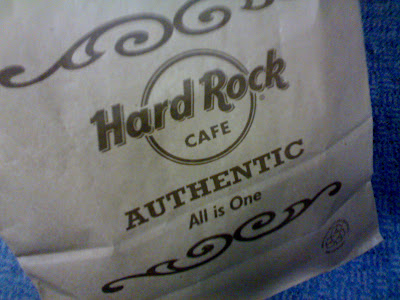 Hard Rock
CAFE
AUTHENTIC
All is One